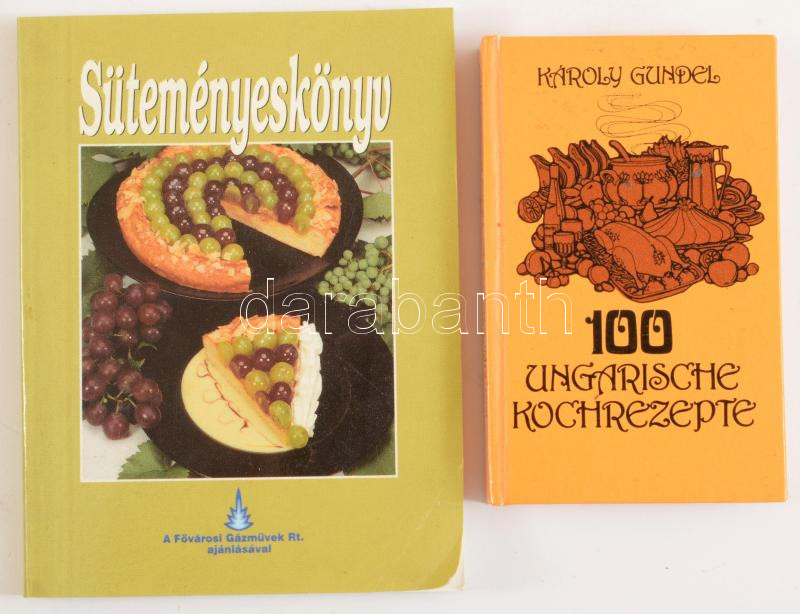 Süteményeskönyv
A Fővárosi Gázművek Rt.
ajánlásával
KÁROLY GUNDEL
100
UNGARISCHE
KOCHREZEPTE
darabanth